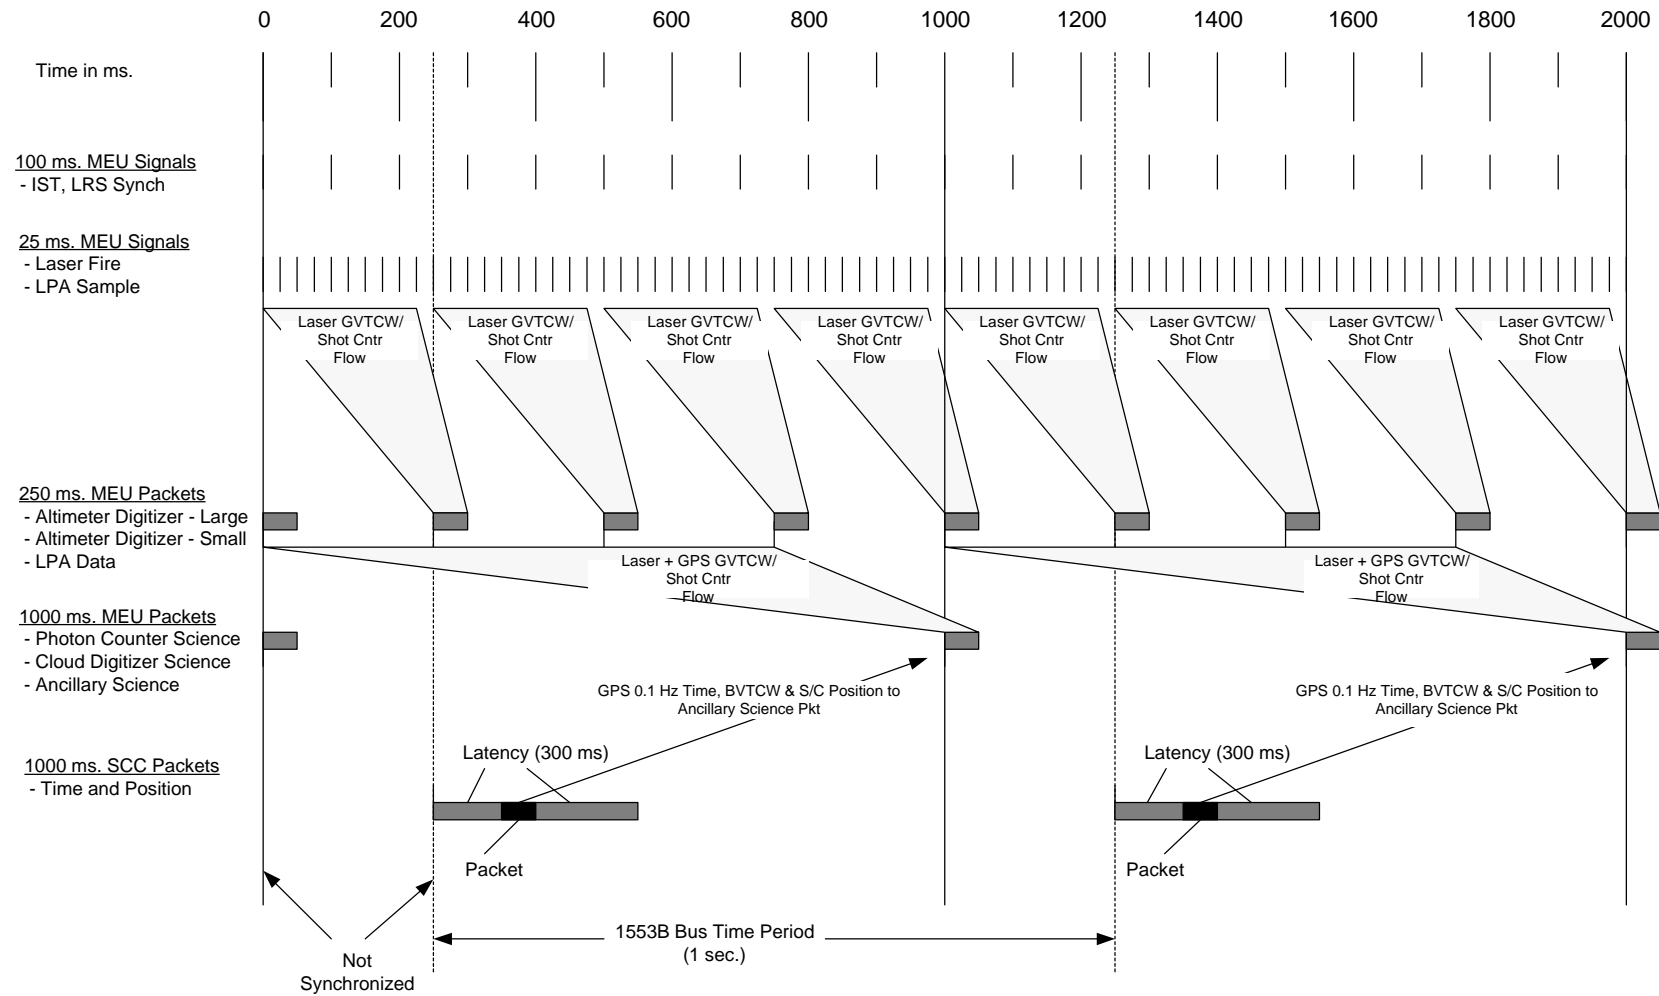 0 200 400 600 800 1000 1200 1400 1600 1800 2000
Time in ms.
100 ms. MEU Signals
- IST, LRS Synch
25 ms. MEU Signals
- Laser Fire
- LPA Sample
Laser GVTCW/
Shot Cntr
Flow
Laser GVTCW/
Shot Cntr
Flow
Laser GVTCW/
Shot Cntr
Flow
Laser GVTCW/
Shot Cntr
Flow
Laser GVTCW/
Shot Cntr
Flow
Laser GVTCW/
Shot Cntr
Flow
Laser GVTCW/
Shot Cntr
Flow
Laser GVTCW/
Shot Cntr
Flow
250 ms. MEU Packets
- Altimeter Digitizer - Large
- Altimeter Digitizer - Small
- LPA Data
Laser + GPS GVTCW/
Shot Cntr
Flow
Laser + GPS GVTCW/
Shot Cntr
Flow
1000 ms. MEU Packets
- Photon Counter Science
- Cloud Digitizer Science
- Ancillary Science
GPS 0.1 Hz Time, BVTCW & S/C Position to
Ancillary Science Pkt
GPS 0.1 Hz Time, BVTCW & S/C Position to
Ancillary Science Pkt
1000 ms. SCC Packets
- Time and Position
Latency (300 ms)
Latency (300 ms)
Packet
Packet
Not
Synchronized
1553B Bus Time Period
(1 sec.)